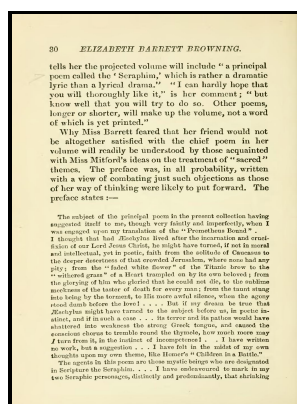 30 ELIZABETH BARRETT BROWNING.
tells her the projected volume will include "a principal
poem called the 'Seraphim,' which is rather a dramatic
lyric than a lyrical drama." "I can hardly hope that
you will thoroughly like it," is her comment; "but
know well that you will try to do so. Other poems,
longer or shorter, will make up the volume, not a word
of which is yet printed."
Why Miss Barrett feared that her friend would not
be altogether satisfied with the chief poem in her
volume will readily be understood by those acquainted
with Miss Mitford's ideas on the treatment of "sacred"
themes. The preface was, in all probability, written
with a view of combating just such objections as those
of her way of thinking were likely to put forward. The
preface states :—
The subject of the principal poem in the present collection having
suggested itself to me, though very faintly and imperfectly, when I
was engaged upon my translation of the "Prometheus Bound" .
I thought that had Æschylus lived after the incarnation and cruci-
fixion of our Lord Jesus Christ, he might have turned, if not in moral
and intellectual, yet in poetic, faith from the solitude of Caucasus to
the deeper desertness of that crowded Jerusalem, where none had any
pity; from the "faded white flower" of the Titanic brow to the
"withered grass" of a Heart trampled on by its own beloved; from
the glorying of him who gloried that he could not die, to the sublime
meekness of the taster of death for every man; from the taunt stung
into being by the torment, to His more awful silence, when the agony
stood dumb before the love! . . . . But if my dream be true that
Æschylus might have turned to the subject before us, in poetic in-
stinct, and if in such a case . . . its terror and its pathos would have
shattered into weakness the strong Greek tongue, and caused the
conscious chorus to tremble round the thymele, how much more may
I turn from it, in the instinct of incompetence! . . I have written
no work, but a suggestion . . . I have felt in the midst of my own
thoughts upon my own theme, like Homer's "Children in a Battle."
The agents in this poem are those mystic beings who are designated
in Scripture the Seraphim. . . . I have endeavoured to mark in my
two Seraphic personages, distinctly and predominantly, that shrinking